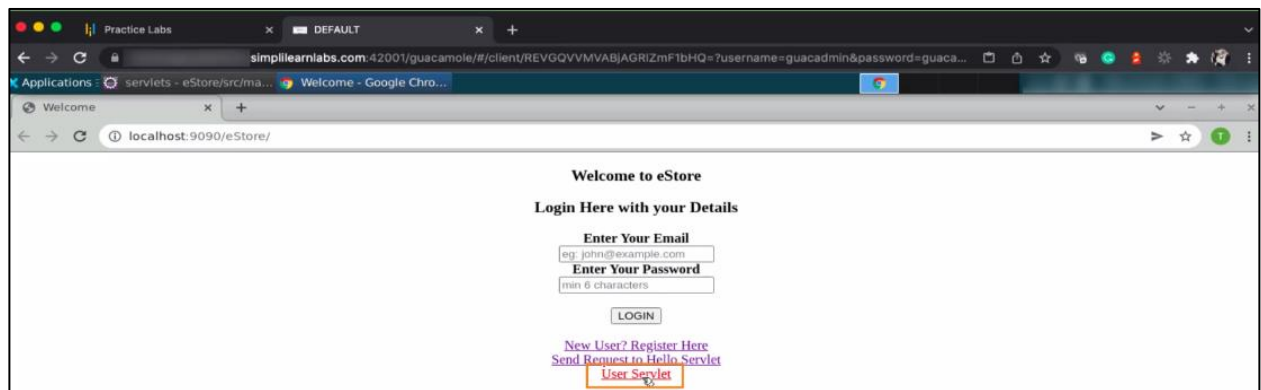 Practice Labs
DEFAULT
simplilearnlabs.com:42001/guacamole/#/client/REVGQVVMVABjAGRlZmF1bHQ=?username=guacadmin&password=guaca...
Applications
servlets - eStore/src/ma...
Welcome - Google Chro...
Welcome
localhost:9090/eStore/
T
Welcome to eStore
Login Here with your Details
Enter Your Email
eg: john@example.com
Enter Your Password
min 6 characters
LOGIN
New User? Register Here
Send Request to Hello Servlet
User Servlet